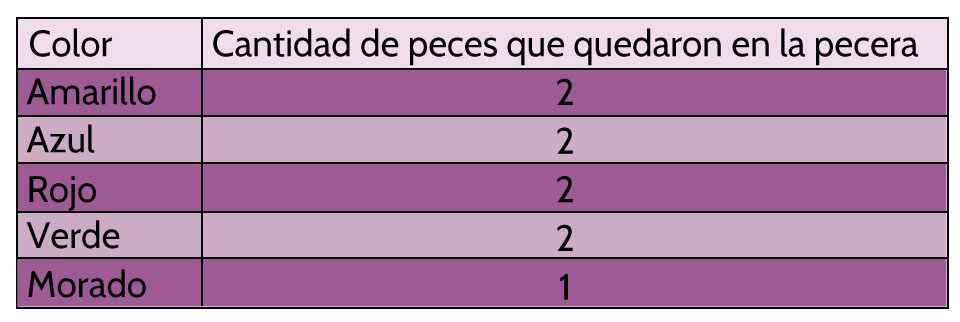 Color Cantidad de peces que quedaron en la pecera
Amarillo 2
Azul 2
Rojo 2
Verde 2
Morado 1